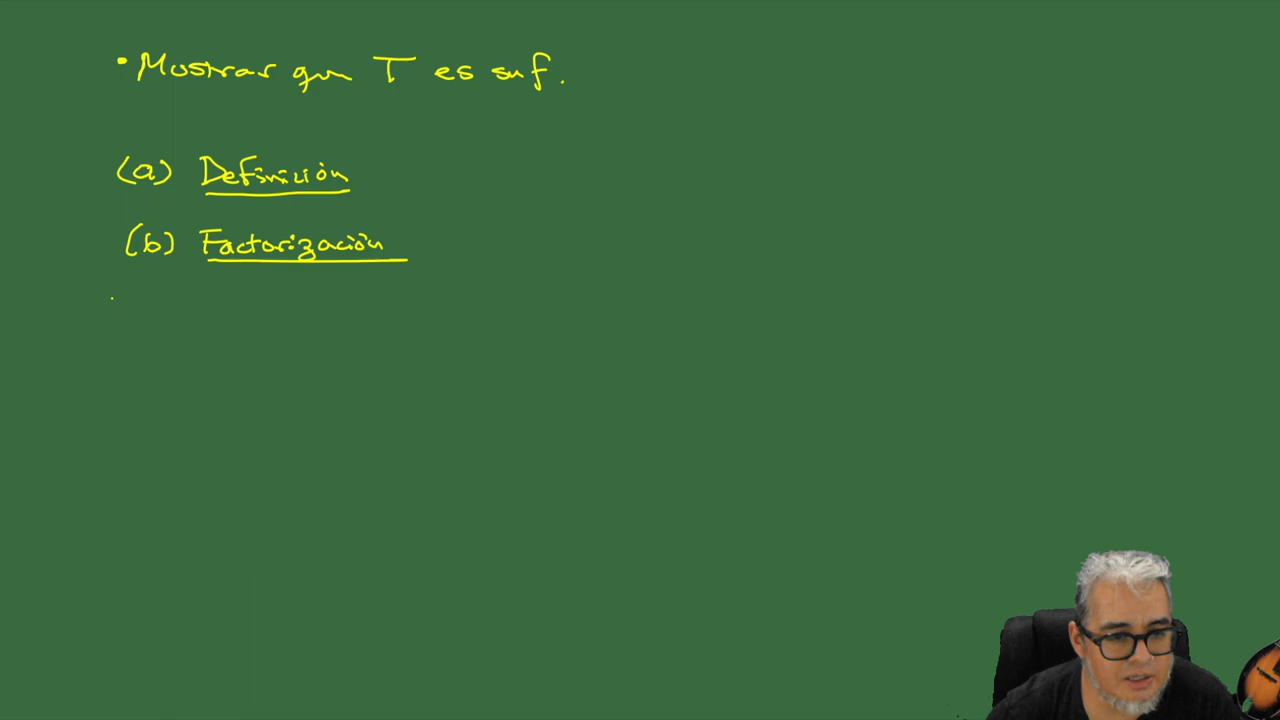 • Mostrar que T es suf.
(a) Definición
(b) Factorización